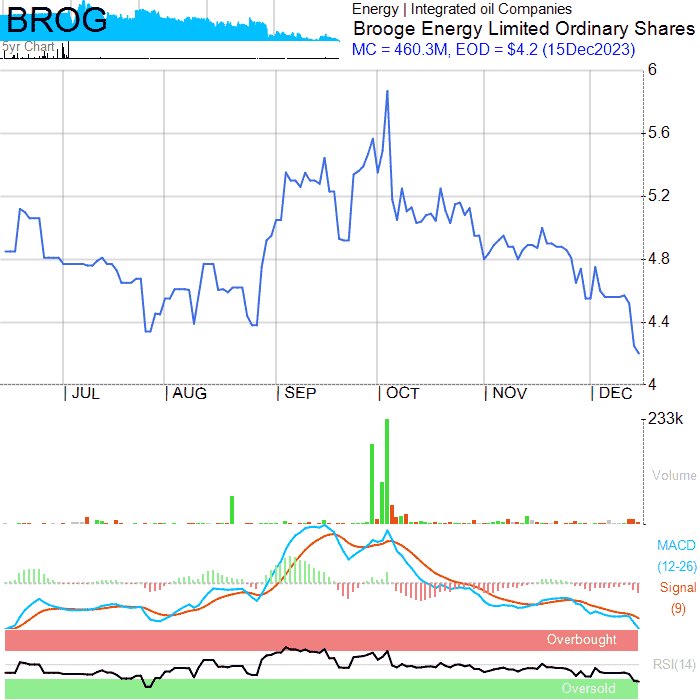 BROG
5yr Chart
Energy | Integrated oil Companies
Brooge Energy Limited Ordinary Shares
MC = 460.3M, EOD = $4.2 (15Dec2023)
6
5.6
5.2
4.8
4.4
4
JUL AUG SEP OCT NOV DEC
233k
Volume
MACD
(12-26)
Signal
(9)
Overbought
RSI(14)
Oversold